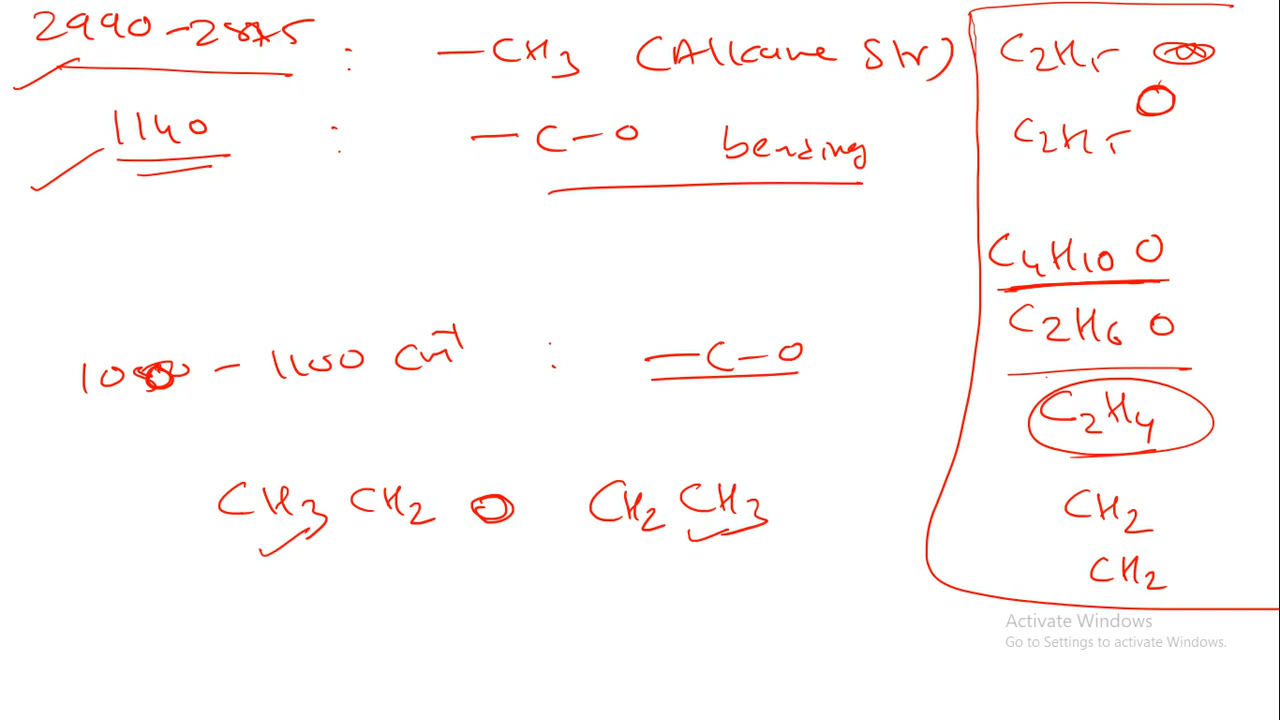 2990 - 2875 : — CH3 (Alkane Str)
1140 : — C – O bending
– 1150 cm-1 : — C – O
CH3 CH2 O CH2 CH3
C2H5
O
C2H5
C4H10 O
C2H6 O
C2H4
CH2
CH2
Activate Windows
Go to Settings to activate Windows.